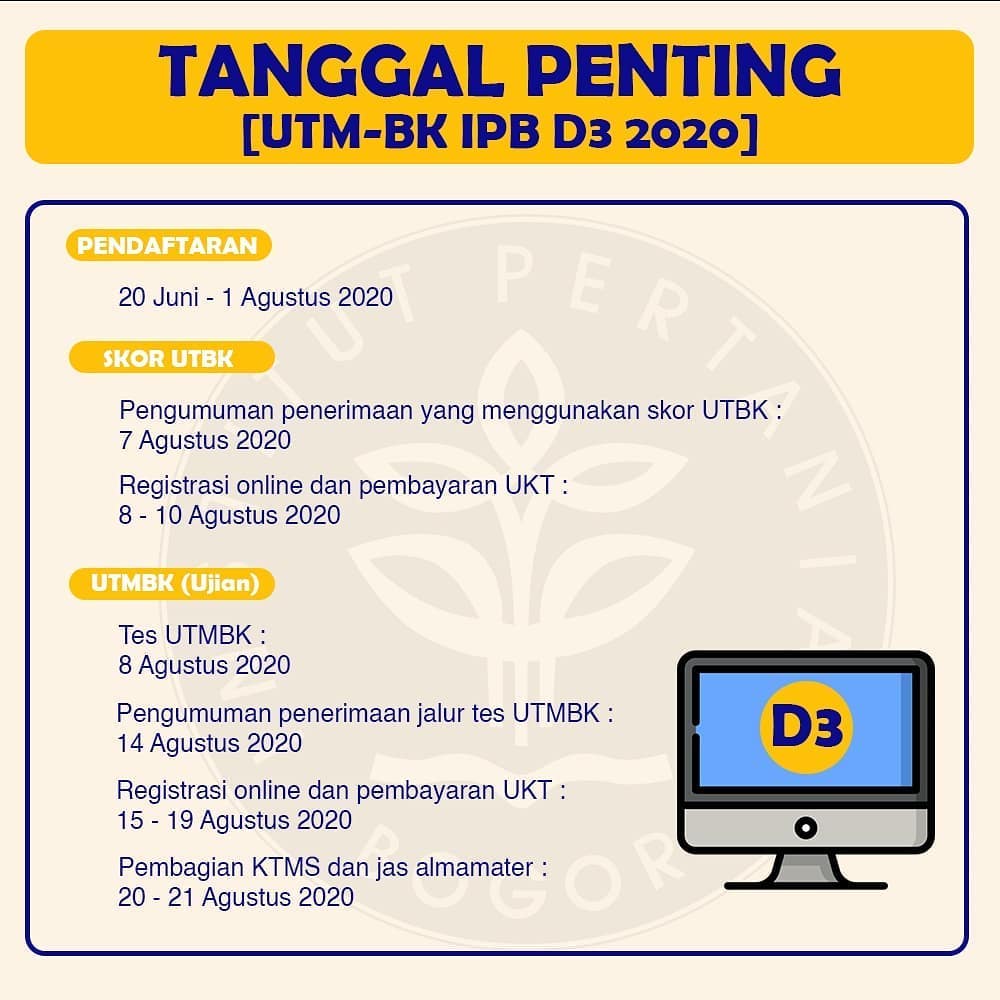 TANGGAL PENTING
[UTM-BK IPB D3 2020]
PENDAFTARAN
20 Juni - 1 Agustus 2020
SKOR UTBK
Pengumuman penerimaan yang menggunakan skor UTBK :
7 Agustus 2020
Registrasi online dan pembayaran UKT :
8 - 10 Agustus 2020
UTMBK (Ujian)
Tes UTMBK :
8 Agustus 2020
Pengumuman penerimaan jalur tes UTMBK :
14 Agustus 2020
Registrasi online dan pembayaran UKT :
15 - 19 Agustus 2020
Pembagian KTMS dan jas almamater :
20 - 21 Agustus 2020
D3
INSTITUT PERTANIAN
BOGOR